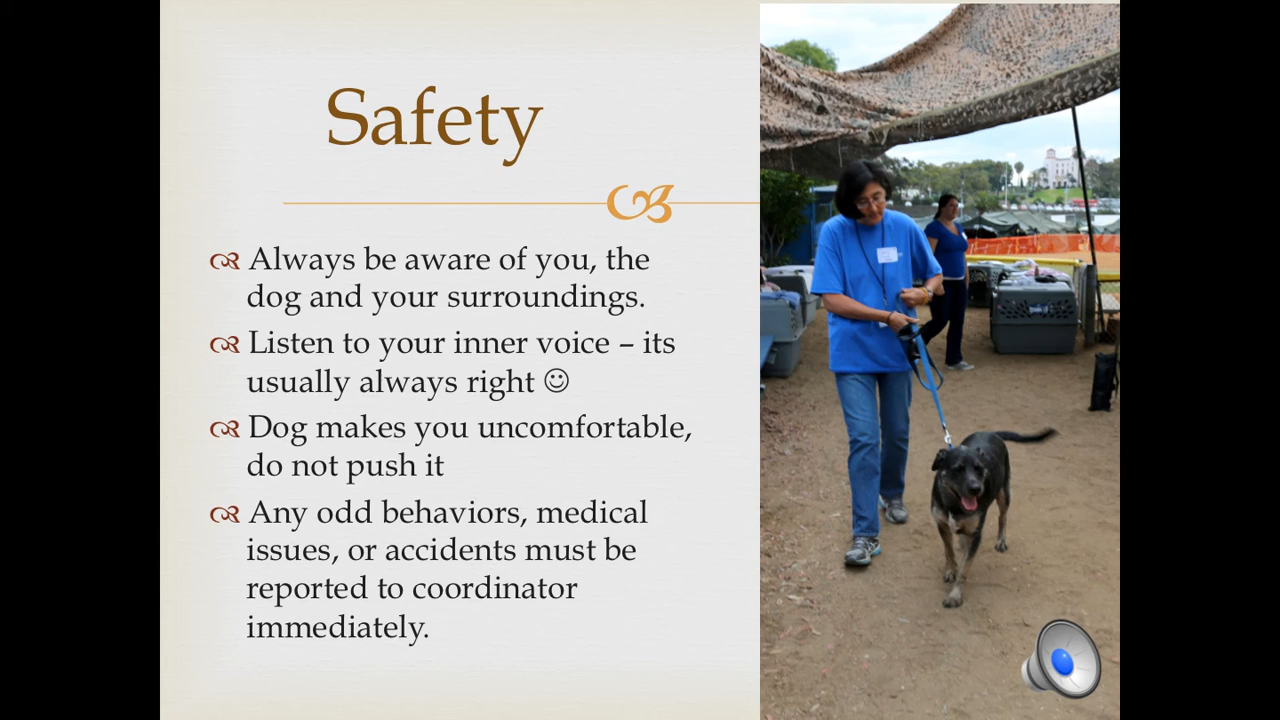 Safety
Always be aware of you, the
dog and your surroundings.
Listen to your inner voice – its
usually always right ☺
Dog makes you uncomfortable,
do not push it
Any odd behaviors, medical
issues, or accidents must be
reported to coordinator
immediately.